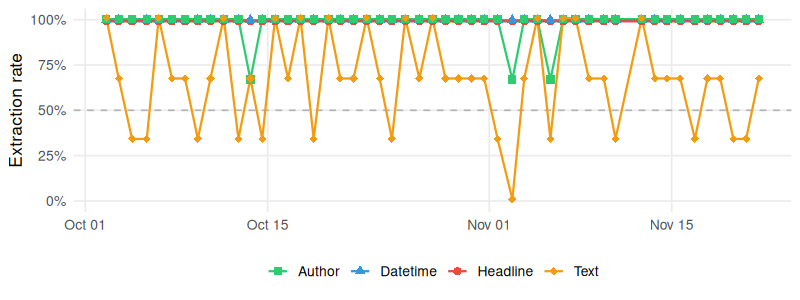 Extraction rate
100%
75%
50%
25%
0%
Oct 01
Oct 15
Nov 01
Nov 15
Author
Datetime
Headline
Text